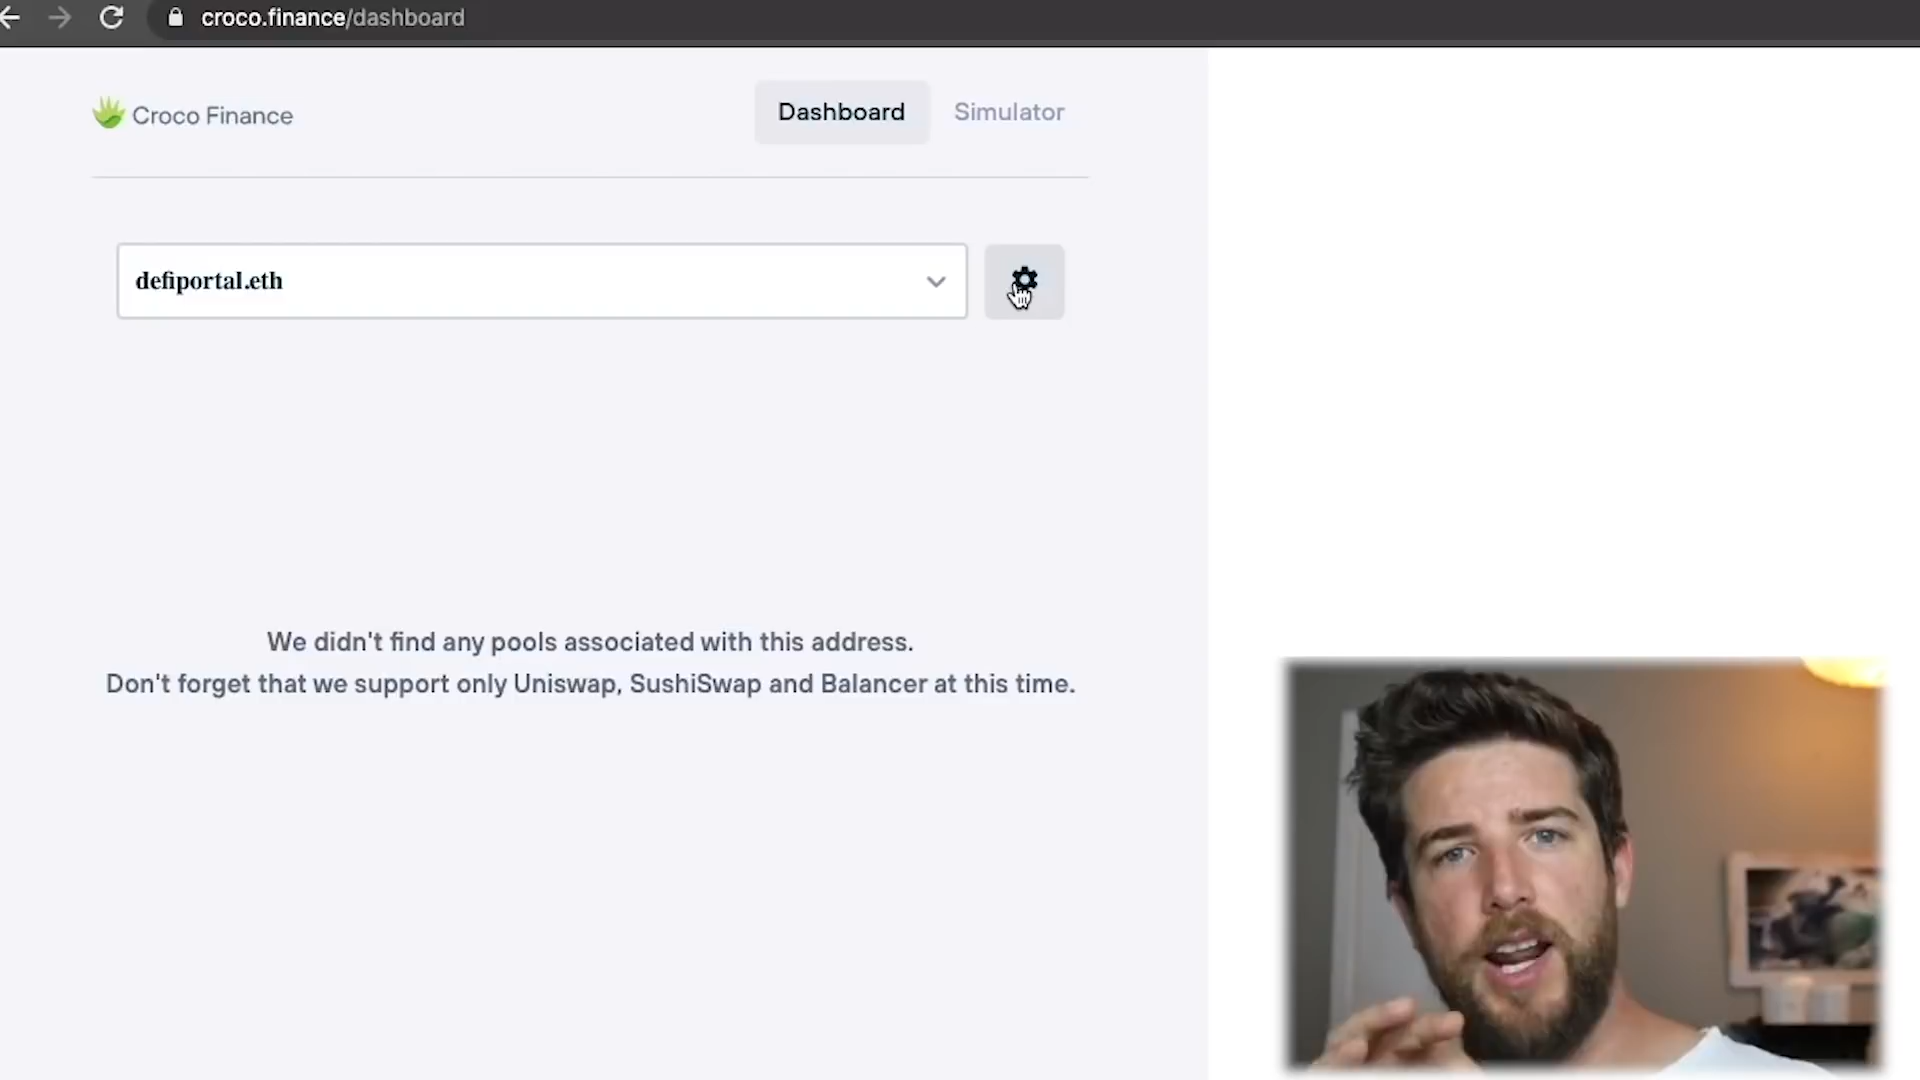 croco.finance/dashboard
Croco Finance
Dashboard
Simulator
defiportal.eth
We didn't find any pools associated with this address.
Don't forget that we support only Uniswap, SushiSwap and Balancer at this time.